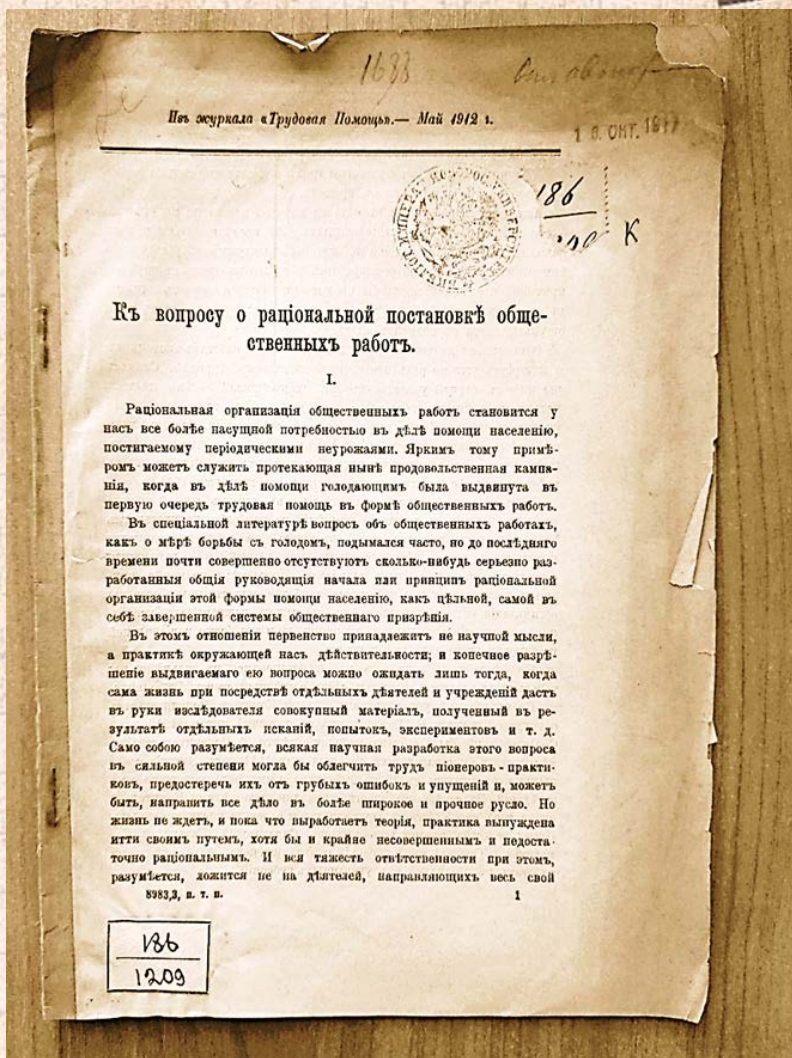 1633
Изъ журнала «Трудовая Помощь».— Май 1912 г.
ОКТ.
186
К
Къ вопросу о раціональной постановкѣ обще-
ственныхъ работъ.
I.
Раціональная организація общественныхъ работъ становится у
насъ все болѣе насущной потребностью въ дѣлѣ помощи населенію,
постигаемому періодическими неурожаями. Яркимъ тому примѣ-
ромъ можетъ служить протекающая нынѣ продовольственная кампа-
нія, когда въ дѣлѣ помощи голодающимъ была выдвинута въ
первую очередь трудовая помощь въ формѣ общественныхъ работъ.
Въ спеціальной литературѣ вопросъ объ общественныхъ работахъ,
какъ о мѣрѣ борьбы съ голодомъ, подымался часто, но до послѣдняго
времени почти совершенно отсутствуютъ сколько-нибудь серьезно раз-
работанныя общія руководящія начала или принципъ раціональной
организаціи этой формы помощи населенію, какъ цѣльной, самой въ
себѣ завершенной системы общественнаго призрѣнія.
Въ этомъ отношеніи первенство принадлежитъ не научной мысли,
а практикѣ окружающей насъ дѣйствительности; и конечное разрѣ-
шеніе выдвигаемаго ею вопроса можно ожидать лишь тогда, когда
сама жизнь при посредствѣ отдѣльныхъ дѣятелей и учрежденій дастъ
въ руки изслѣдователя совокупный матеріалъ, полученный въ ре-
зультатѣ отдѣльныхъ исканій, попытокъ, экспериментовъ и т. д.
Само собою разумѣется, всякая научная разработка этого вопроса
въ сильной степени могла бы облегчить трудъ піонеровъ-практи-
ковъ, предостеречь ихъ отъ грубыхъ ошибокъ и упущеній и, можетъ
быть, направить все дѣло въ болѣе широкое и прочное русло. Но
жизнь не ждетъ, и пока что выработаетъ теорія, практика вынуждена
итти своимъ путемъ, хотя бы и крайне несовершеннымъ и недоста-
точно раціональнымъ. И вся тяжесть отвѣтственности при этомъ,
разумѣется, ложится не на дѣятелей, направляющихъ весь свой
8983,3, п. т. п.
1
186
1209